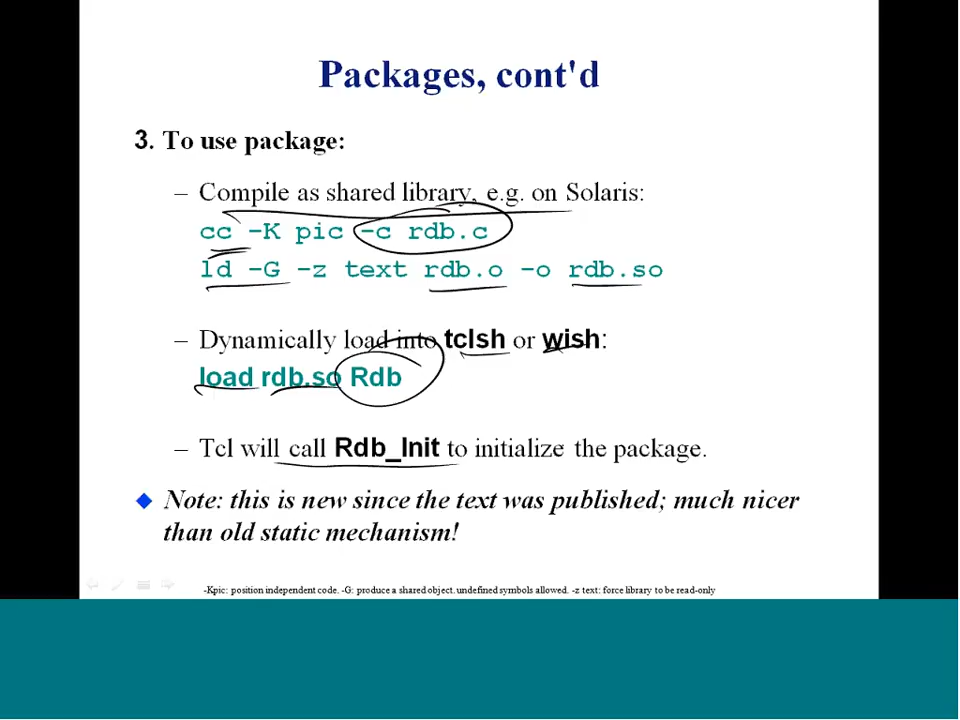 Packages, cont'd
3. To use package:
– Compile as shared library, e.g. on Solaris:
cc -K pic -c rdb.c
ld -G -z text rdb.o -o rdb.so
– Dynamically load into tclsh or wish:
load rdb.so Rdb
– Tcl will call Rdb_Init to initialize the package.
Note: this is new since the text was published; much nicer
than old static mechanism!
-Kpic: position independent code. -G: produce a shared object. undefined symbols allowed. -z text: force library to be read-only